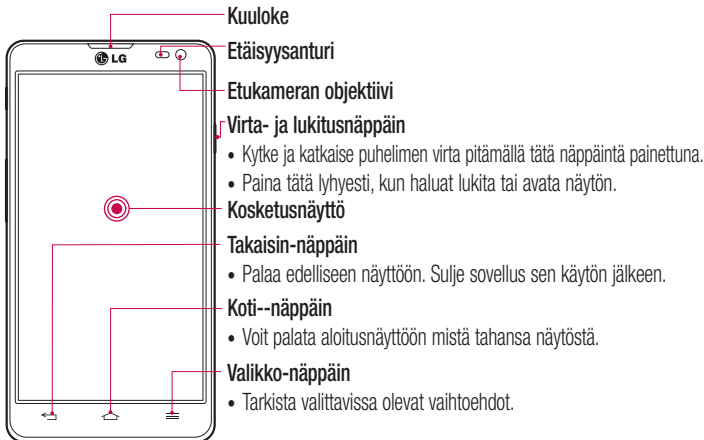 Kuuloke
LG
Etäisyysanturi
Etukameran objektiivi
Virta- ja lukitusnäppäin
• Kytke ja katkaise puhelimen virta pitämällä tätä näppäintä painettuna.
• Paina tätä lyhyesti, kun haluat lukita tai avata näytön.
Kosketusnäyttö
Takaisin-näppäin
• Palaa edelliseen näyttöön. Sulje sovellus sen käytön jälkeen.
Koti--näppäin
• Voit palata aloitusnäyttöön mistä tahansa näytöstä.
Valikko-näppäin
• Tarkista valittavissa olevat vaihtoehdot.